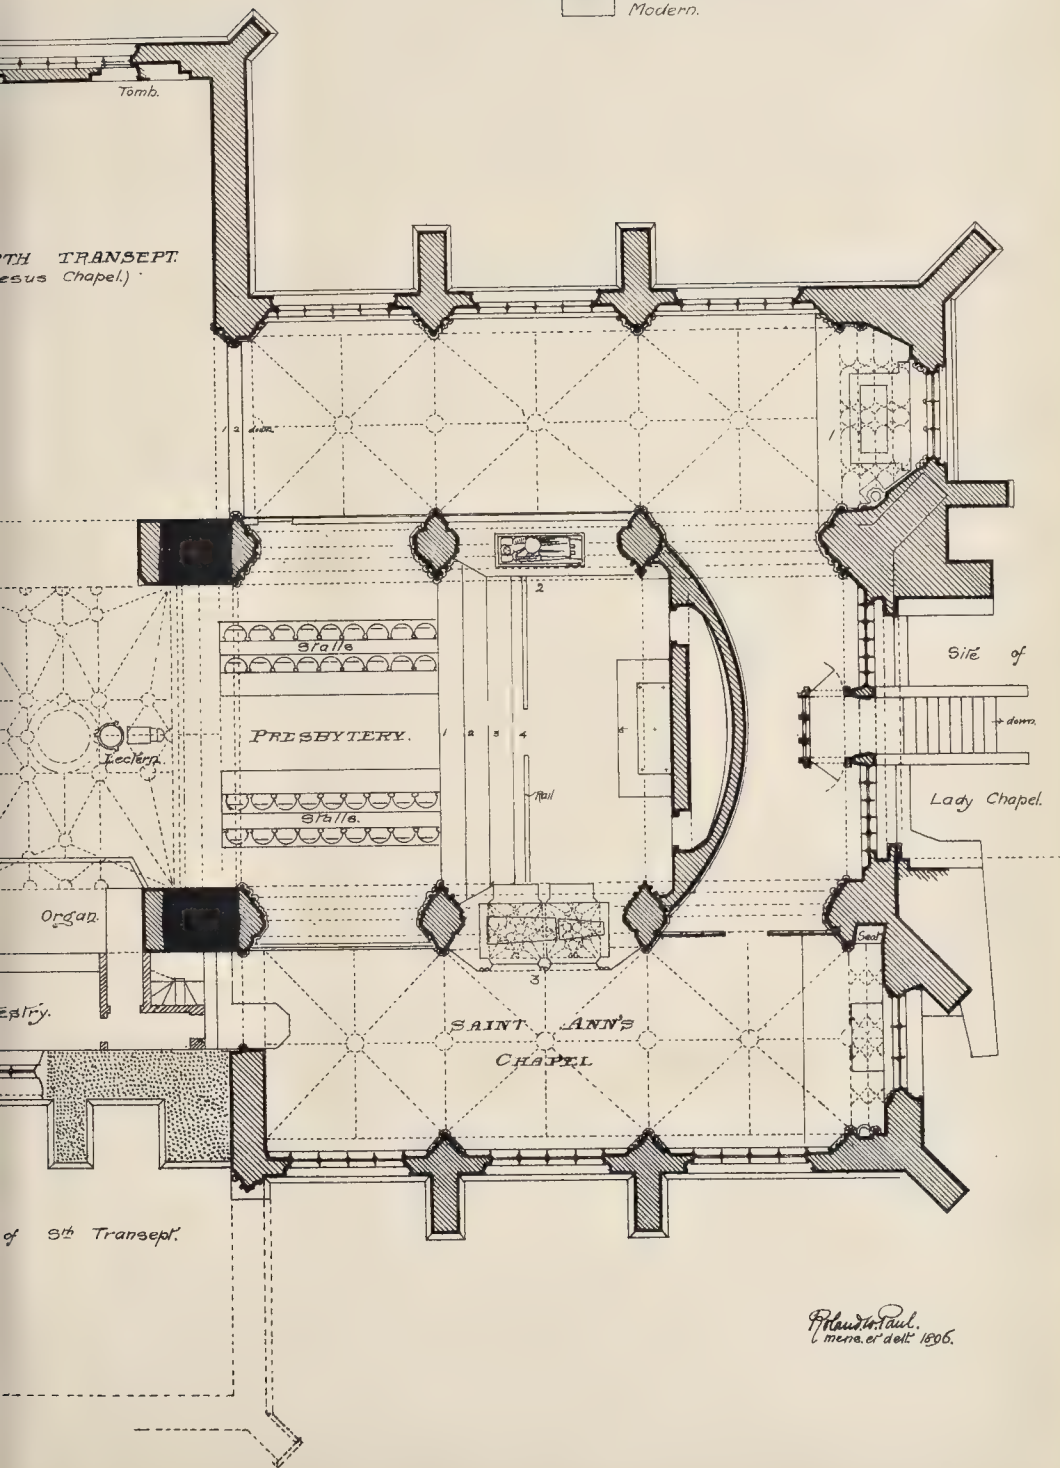 Modern.
Tomb.
TH TRANSEPT.
esus Chapel.)
1 2 down.
1
2
Stalls
Site of
down.
PRESBYTERY.
1 2 3 4 5
Lectern
Rail
Stalls.
Lady Chapel.
Organ.
Seat
3
estry.
SAINT ANN'S
CHAPEL
of Sth Transept.
Roland W. Paul.
mens. et delt. 1896.